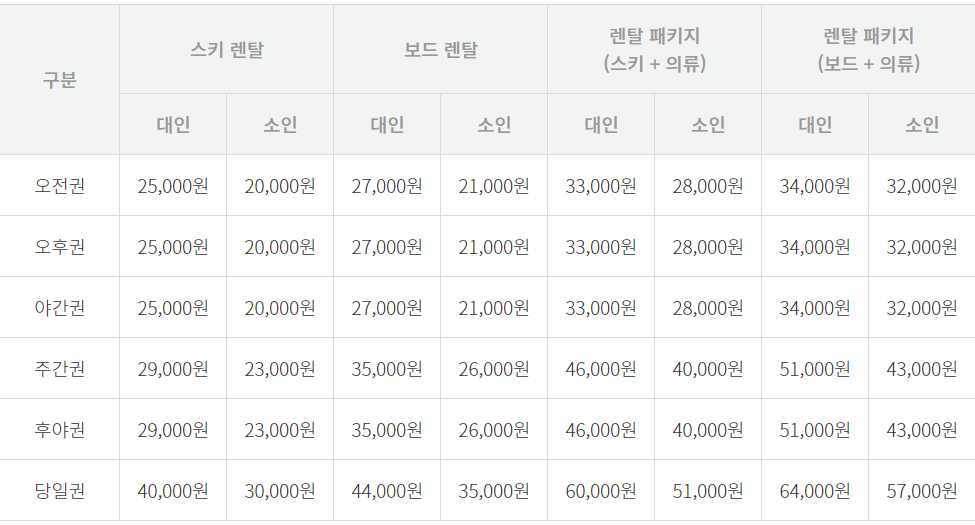 구분 스키 렌탈 보드 렌탈 렌탈 패키지 (스키 + 의류) 렌탈 패키지 (보드 + 의류)
대인 소인 대인 소인 대인 소인 대인 소인
오전권 25,000원 20,000원 27,000원 21,000원 33,000원 28,000원 34,000원 32,000원
오후권 25,000원 20,000원 27,000원 21,000원 33,000원 28,000원 34,000원 32,000원
야간권 25,000원 20,000원 27,000원 21,000원 33,000원 28,000원 34,000원 32,000원
주간권 29,000원 23,000원 35,000원 26,000원 46,000원 40,000원 51,000원 43,000원
후야권 29,000원 23,000원 35,000원 26,000원 46,000원 40,000원 51,000원 43,000원
당일권 40,000원 30,000원 44,000원 35,000원 60,000원 51,000원 64,000원 57,000원